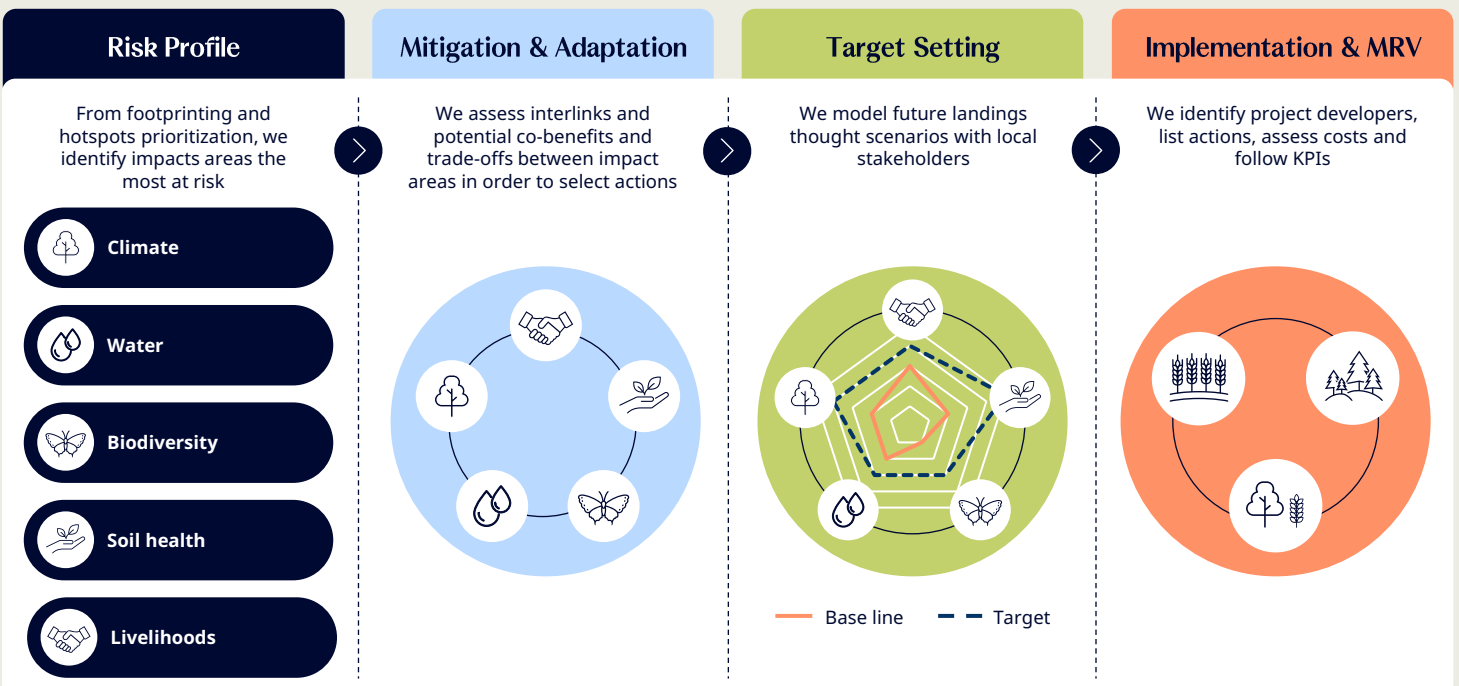 Risk Profile
From footprinting and
hotspots prioritization, we
identify impacts areas the
most at risk
Climate
Water
Biodiversity
Soil health
Livelihoods
Mitigation & Adaptation
We assess interlinks and
potential co-benefits and
trade-offs between impact
areas in order to select actions
Target Setting
We model future landings
thought scenarios with local
stakeholders
Base line
Target
Implementation & MRV
We identify project developers,
list actions, assess costs and
follow KPIs